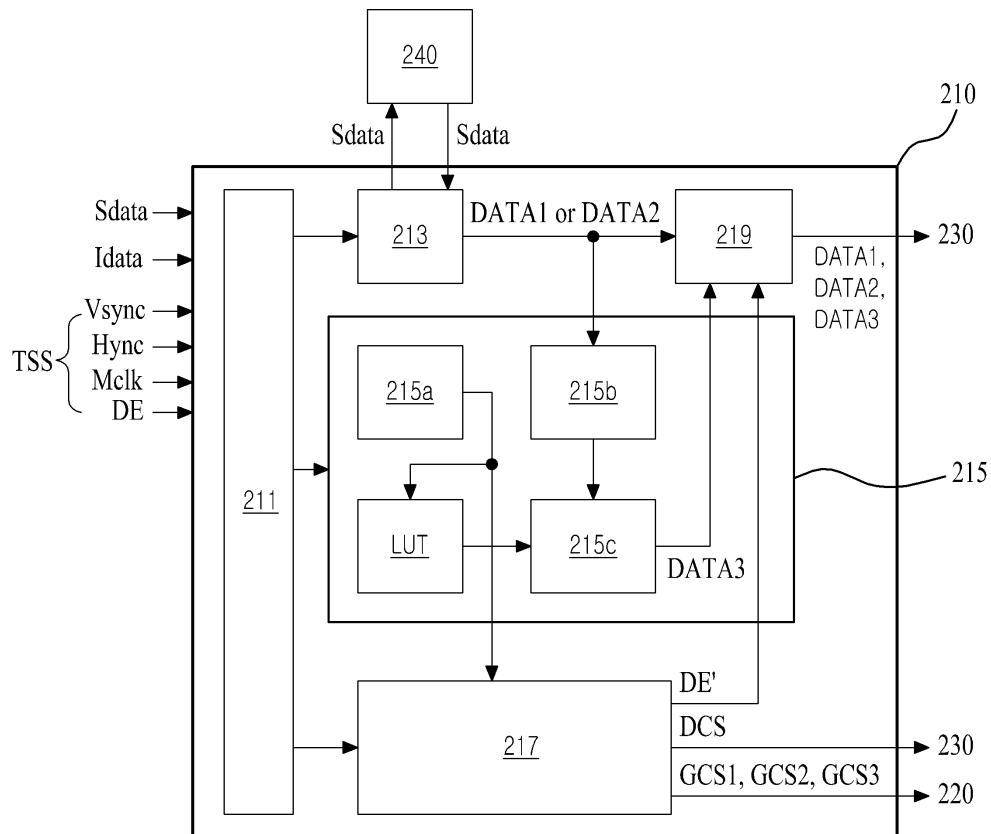 240
210
Sdata
Sdata
Sdata
213
DATA1 or DATA2
219
230
Idata
DATA1,
DATA2,
DATA3
Vsync
TSS
Hync
Mclk
DE
215a
215b
215
211
LUT
215c
DATA3
DE'
217
DCS
230
GCS1, GCS2, GCS3
220